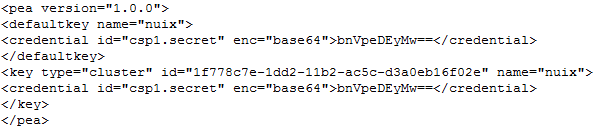 <pea version="1.0.0">
<defaultkey name="nuix">
<credential id="csp1.secret" enc="base64">bnVpeDEyMw==</credential>
</defaultkey>
<key type="cluster" id="1f778c7e-1dd2-11b2-ac5c-d3a0eb16f02e" name="nuix">
<credential id="csp1.secret" enc="base64">bnVpeDEyMw==</credential>
</key>
</pea>